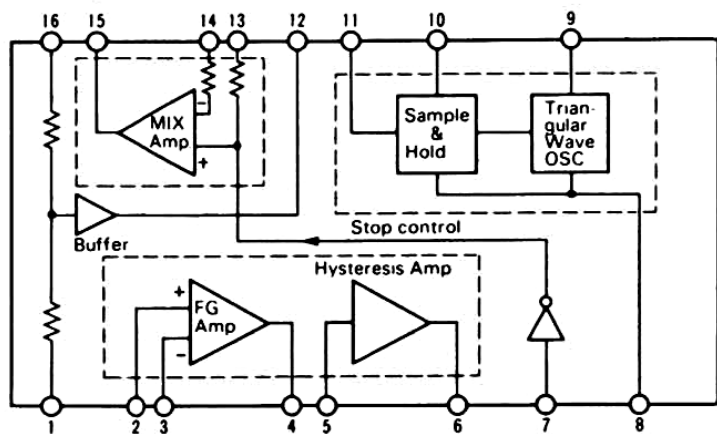 16 15 14 13 12 11 10 9
MIX
Amp
−
+
Sample
&
Hold
Trian-
gular
Wave
OSC
Buffer
Stop control
Hysteresis Amp
+
FG
Amp
−
1 2 3 4 5 6 7 8